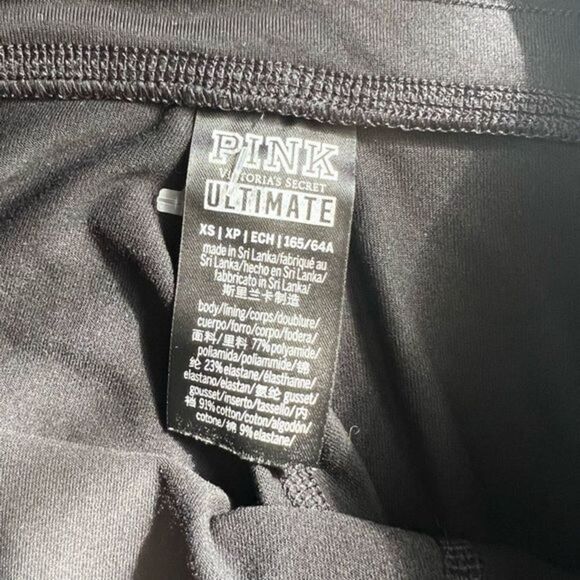 PINK
VICTORIA'S SECRET
ULTIMATE
XS | XP | ECH | 165/64A
made in Sri Lanka/fabriqué au
Sri Lanka/hecho en Sri Lanka/
fabbricato in Sri Lanka/
斯里兰卡制造
body/lining/corps/doublure/
cuerpo/forro/corpo/fodera/
面料/里料 77% polyamide/
poliamida/poliammide/锦
纶 23% elastane/élasthanne/
elastano/elastan/氨纶 gusset/
gousset/inserto/tassello/内
裆 91% cotton/coton/algodón/
cotone/棉 9% elastane/